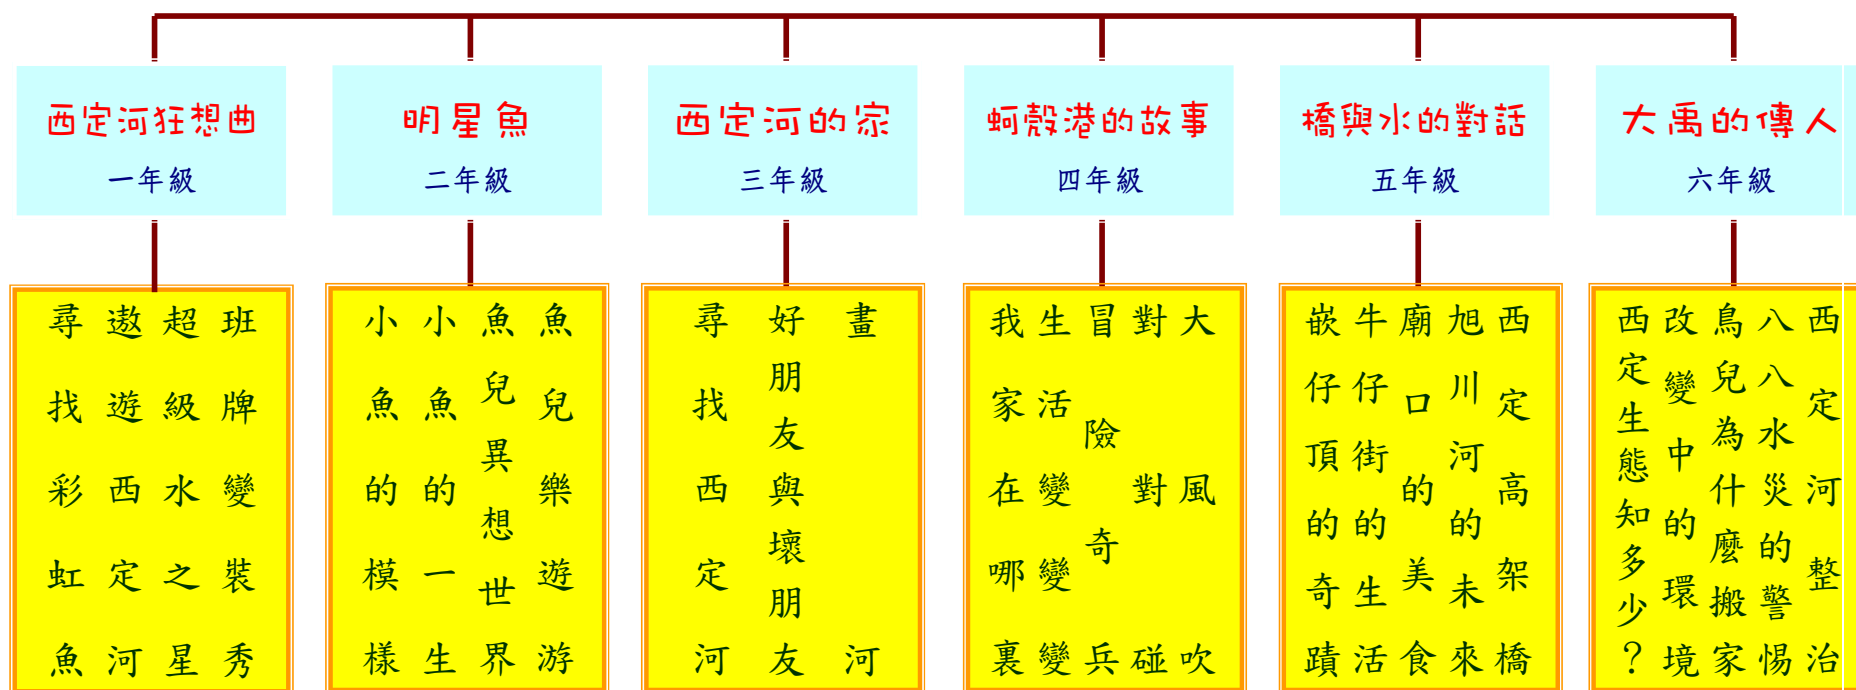 西定河狂想曲
一年級
明星魚
二年級
西定河的家
三年級
蚵殼港的故事
四年級
橋與水的對話
五年級
大禹的傳人
六年級
尋找彩虹魚
遨遊西定河
超級水之星
班牌變裝秀
小魚的模樣
小魚的一生
魚兒異想世界
魚兒樂遊游
尋找西定河
好朋友與壞朋友
畫河
我家在哪裏
生活變變變
冒險奇兵
對對碰
大風吹
嵌仔頂的奇蹟
牛仔街的生活
廟口的美食
旭川河的未來
西定高架橋
西定生態知多少？
改變中的環境
鳥兒為什麼搬家
八八水災的警惕
西定河整治